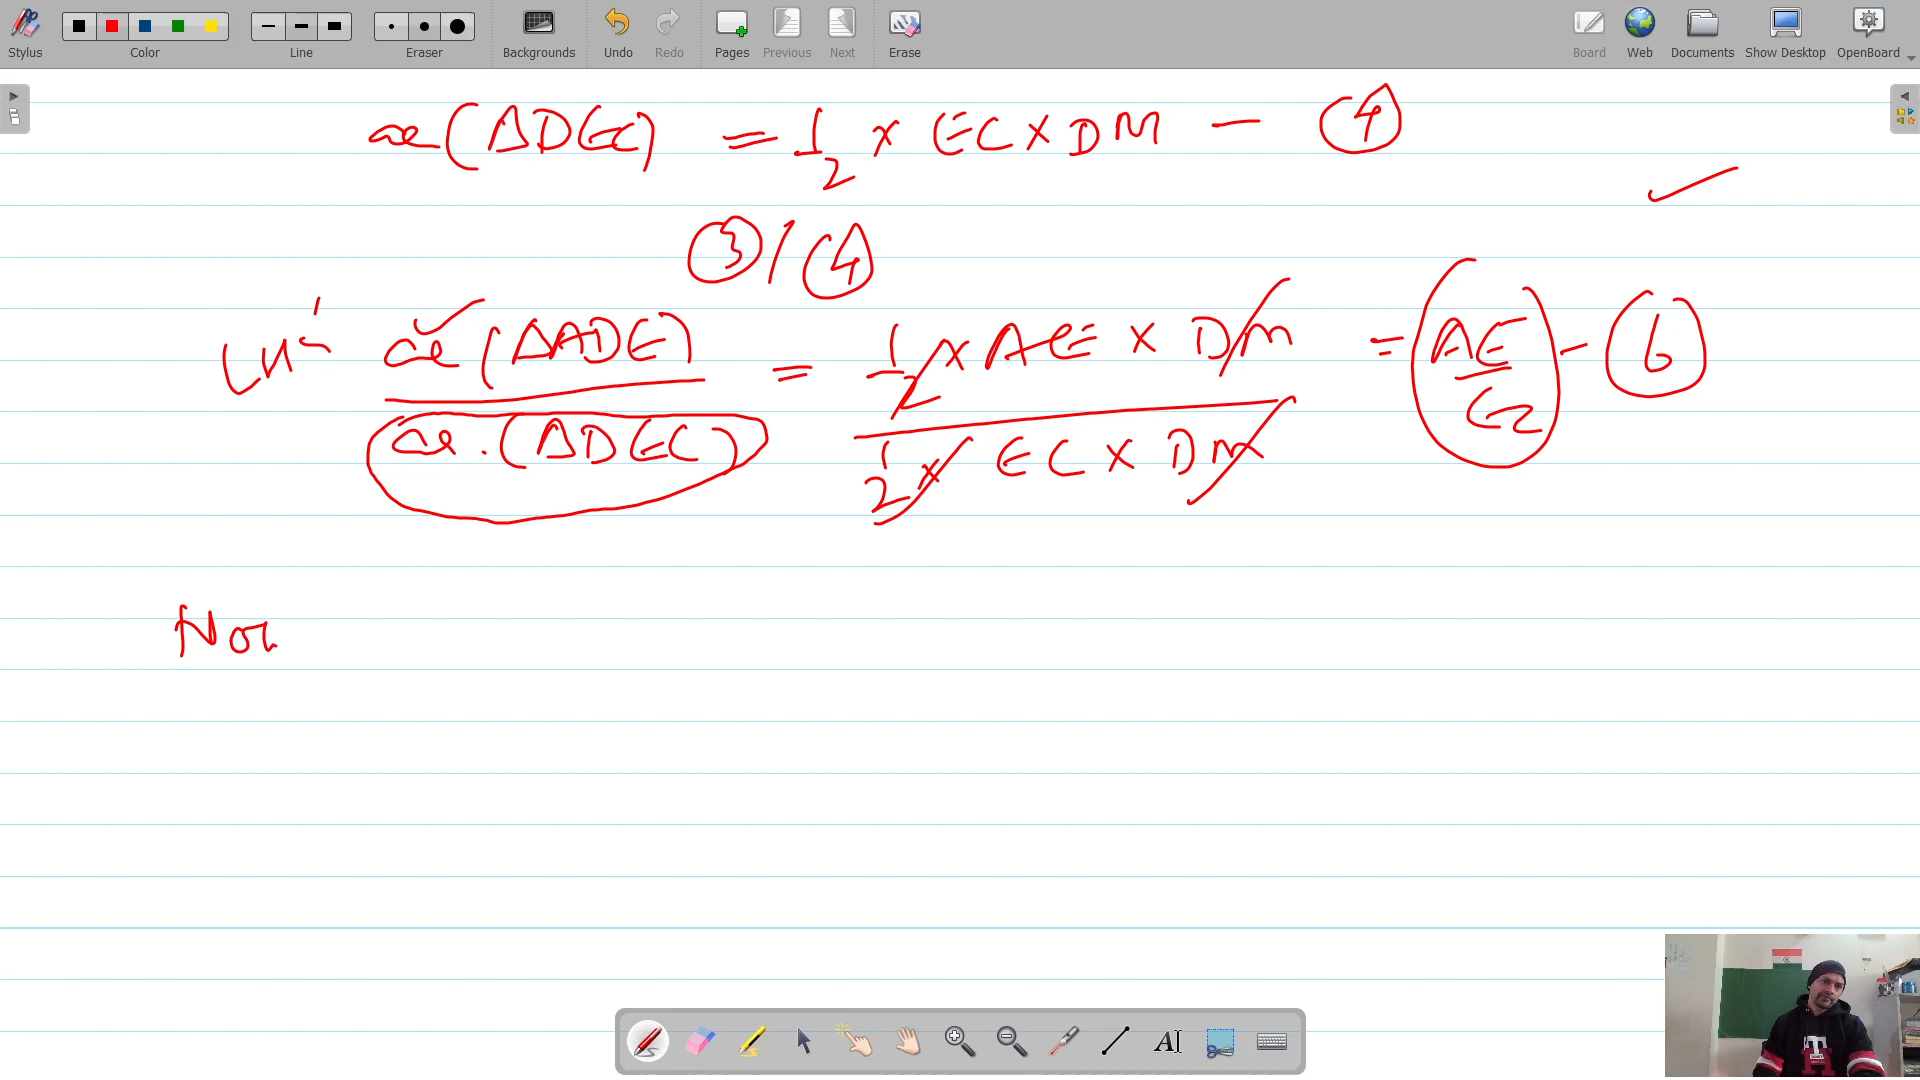 Stylus Color Line Eraser Backgrounds Undo Redo Pages Previous Next Erase Board Web Documents Show Desktop OpenBoard
ar(ΔDEC) = 1/2 × EC × DM — ④
③/④
ar(ΔADE) / ar.(ΔDEC) = 1/2 × AE × DM / 1/2 × EC × DM = AE/EC — ⑥
Now